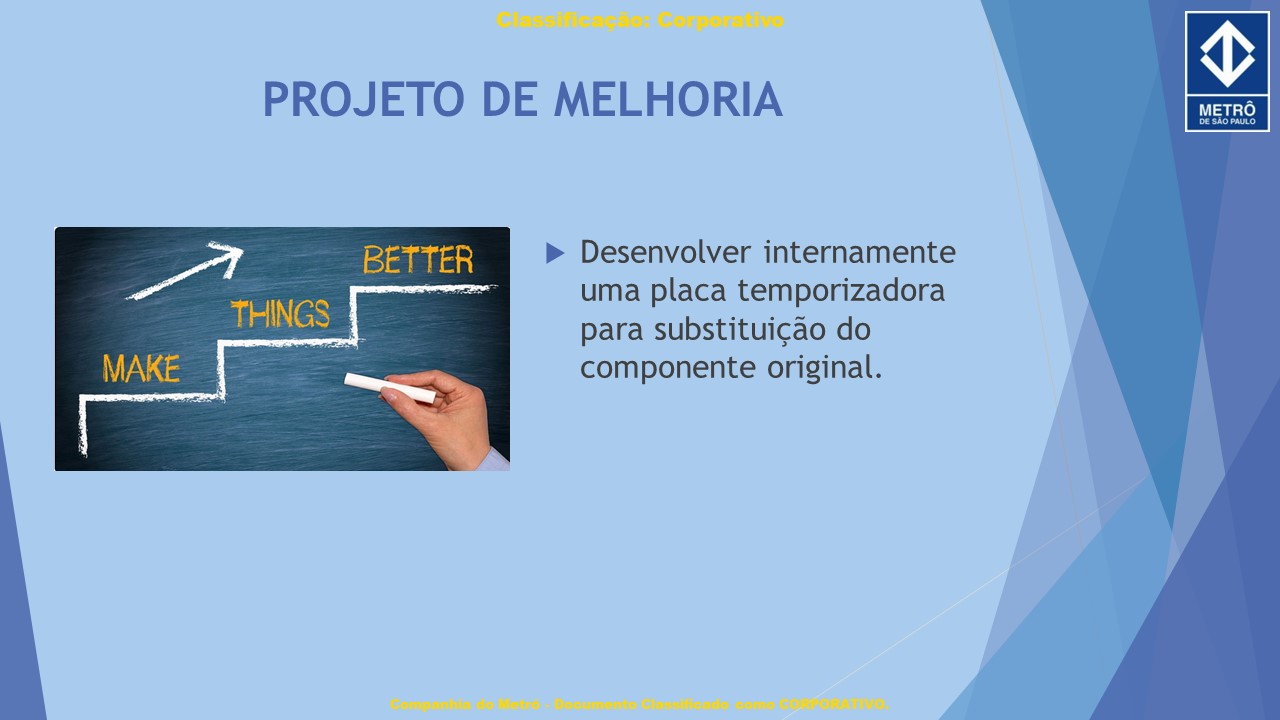 Classificação: Corporativo
METRÔ
DE SÃO PAULO
PROJETO DE MELHORIA
BETTER
THINGS
MAKE
Desenvolver internamente
uma placa temporizadora
para substituição do
componente original.
Companhia do Metrô - Documento Classificado como CORPORATIVO.